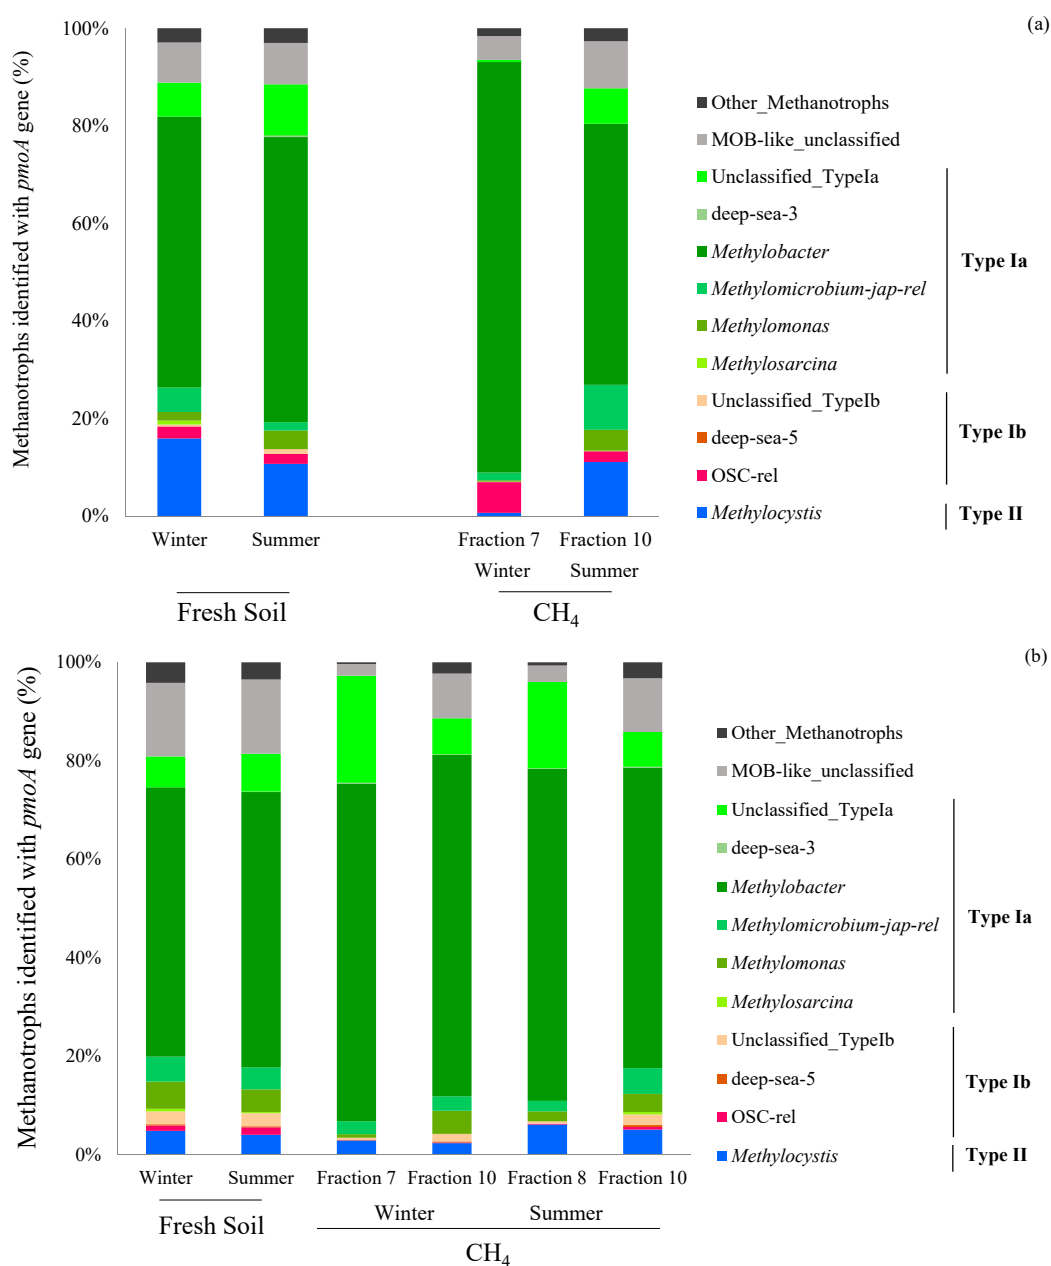 (a)
Methanotrophs identified with pmoA gene (%)
100%
80%
60%
40%
20%
0%
Winter
Summer
Fraction 7
Fraction 10
Winter
Summer
Fresh Soil
CH₄
Other_Methanotrophs
MOB-like_unclassified
Unclassified_TypeIa
deep-sea-3
Methylobacter
Methylomicrobium-jap-rel
Methylomonas
Methylosarcina
Unclassified_TypeIb
deep-sea-5
OSC-rel
Methylocystis
Type Ia
Type Ib
Type II
(b)
Methanotrophs identified with pmoA gene (%)
100%
80%
60%
40%
20%
0%
Winter
Summer
Fraction 7
Fraction 10
Fraction 8
Fraction 10
Fresh Soil
Winter
Summer
CH₄
Other_Methanotrophs
MOB-like_unclassified
Unclassified_TypeIa
deep-sea-3
Methylobacter
Methylomicrobium-jap-rel
Methylomonas
Methylosarcina
Unclassified_TypeIb
deep-sea-5
OSC-rel
Methylocystis
Type Ia
Type Ib
Type II